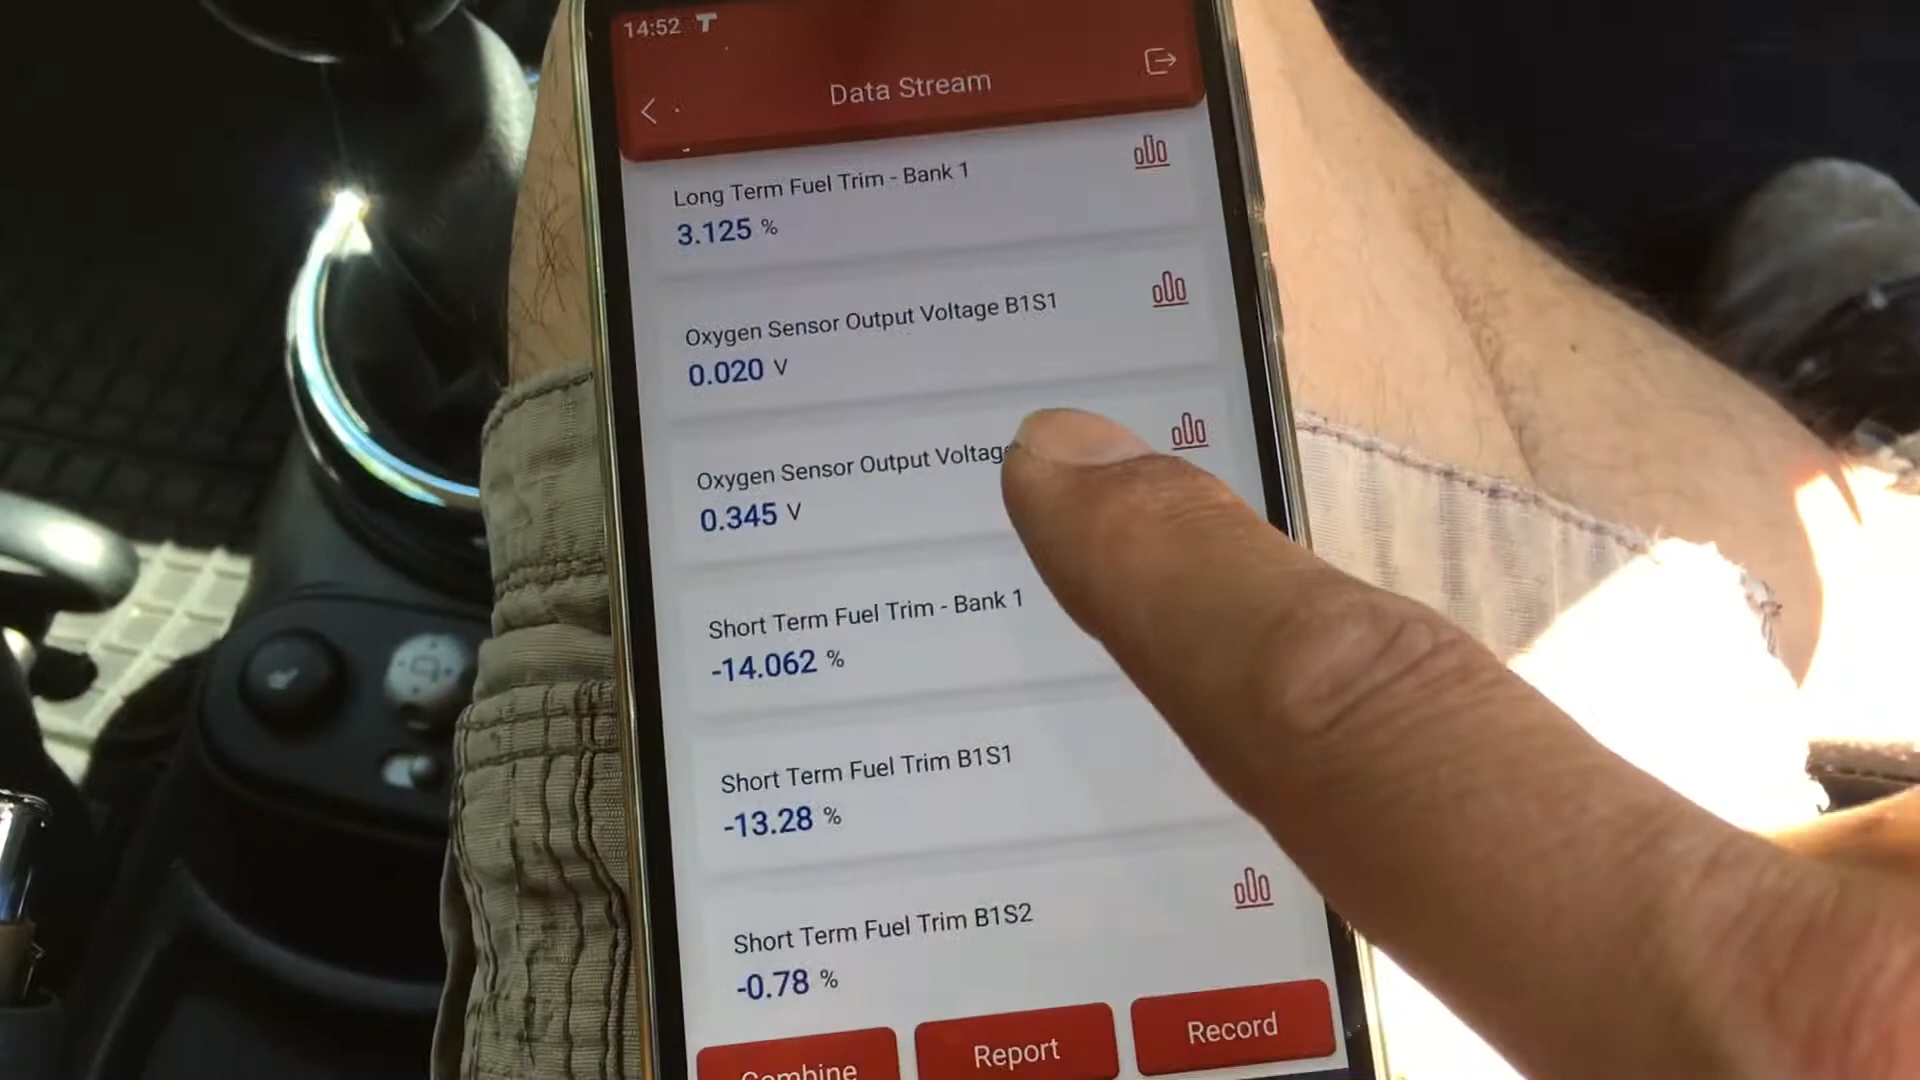 14:52
Data Stream
Long Term Fuel Trim - Bank 1
3.125 %
Oxygen Sensor Output Voltage B1S1
0.020 V
Oxygen Sensor Output Voltage
0.345 V
Short Term Fuel Trim - Bank 1
-14.062 %
Short Term Fuel Trim B1S1
-13.28 %
Short Term Fuel Trim B1S2
-0.78 %
Combine
Report
Record